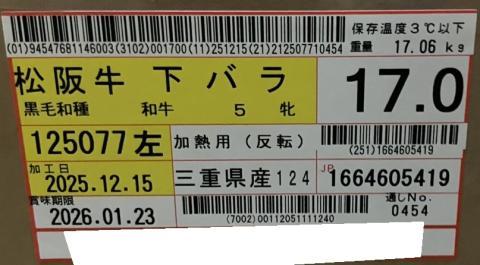 保存温度3℃以下
(01)94547681146003(3102)001700(11)251215(21)212507710454
重量 17.06 kg
松阪牛 下バラ
17.0
黒毛和種 和牛 5 牝
125077左
加熱用(反転)
(251)1664605419
加工日
2025.12.15
三重県産124
JP
1664605419
賞味期限
2026.01.23
(7002)00112051111240
通しNo.
0454